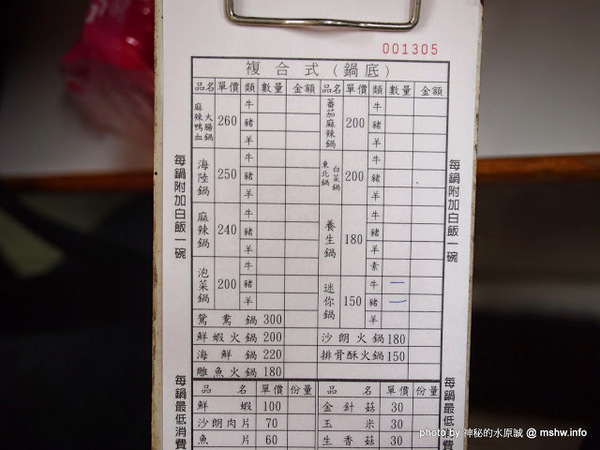 001305
複合式(鍋底)
品名 單價 類 數量 金額 品名 單價 類 數量 金額
麻辣鴨血 大腸鍋 260 牛 豬 羊
蕃茄麻辣鍋 200 牛 豬 羊
海陸鍋 250 牛 豬 羊
東北 白菜鍋 200 牛 豬 羊
麻辣鍋 240 牛 豬 羊
養生鍋 180 牛 豬 羊 素
泡菜鍋 200 牛 豬 羊
迷你鍋 150 牛 一 豬 一 羊
鴛鴦鍋 300
鮮蝦火鍋 200 沙朗火鍋 180
海鮮鍋 220 排骨酥火鍋 150
雕魚火鍋 180
品名 單價 份量 品名 單價 份量
鮮蝦 100 金針菇 30
沙朗肉片 70 玉米 30
魚片 60 生香菇 30
每鍋附加白飯一碗
每鍋最低消費
每鍋附加白飯一碗
每鍋最低消
photo by 神秘的水原誠 @ mshw.info